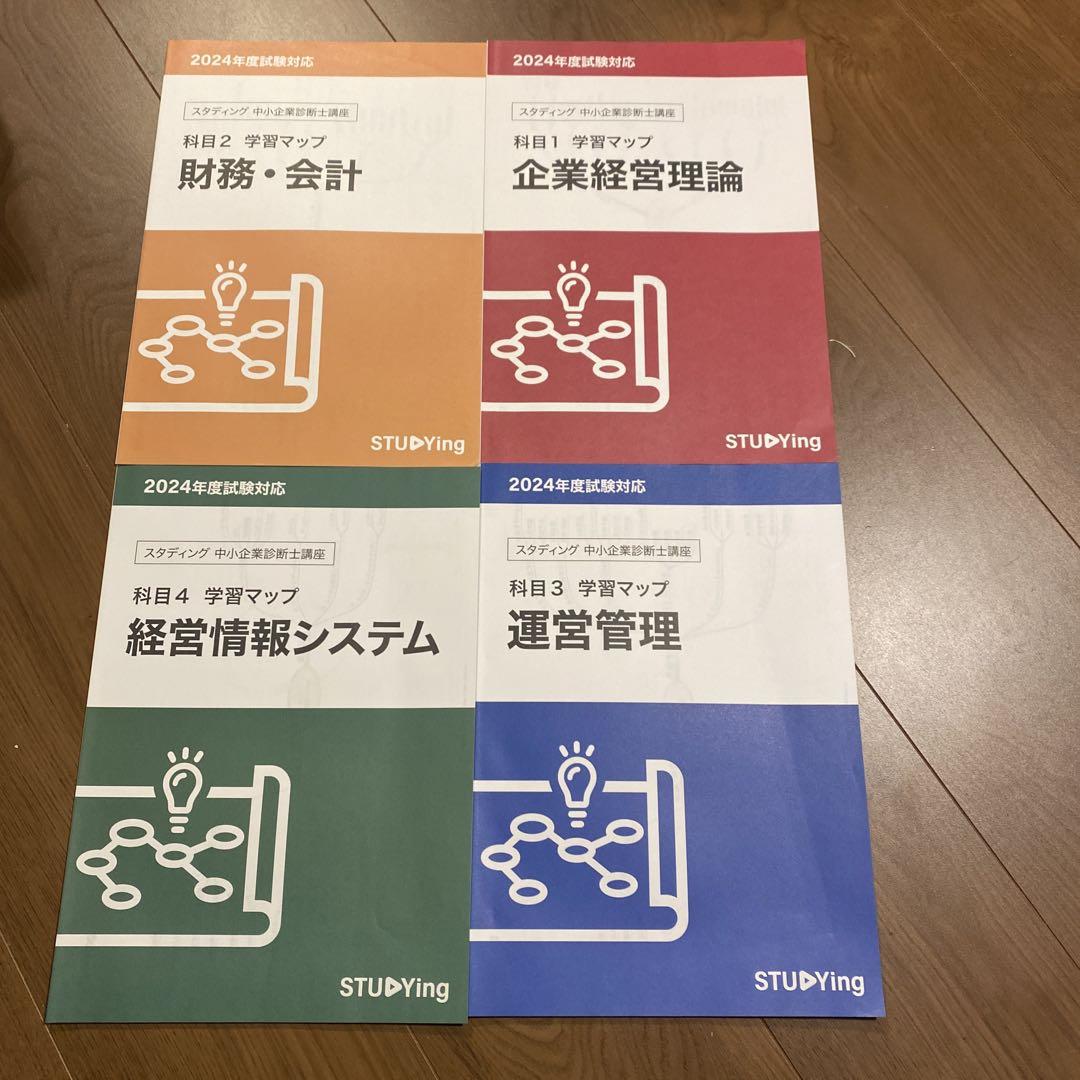 2024年度試験対応
スタディング 中小企業診断士講座
科目2 学習マップ
財務・会計
STUDYing
2024年度試験対応
スタディング 中小企業診断士講座
科目1 学習マップ
企業経営理論
STUDYing
2024年度試験対応
スタディング 中小企業診断士講座
科目4 学習マップ
経営情報システム
STUDYing
2024年度試験対応
スタディング 中小企業診断士講座
科目3 学習マップ
運営管理
STUDYing